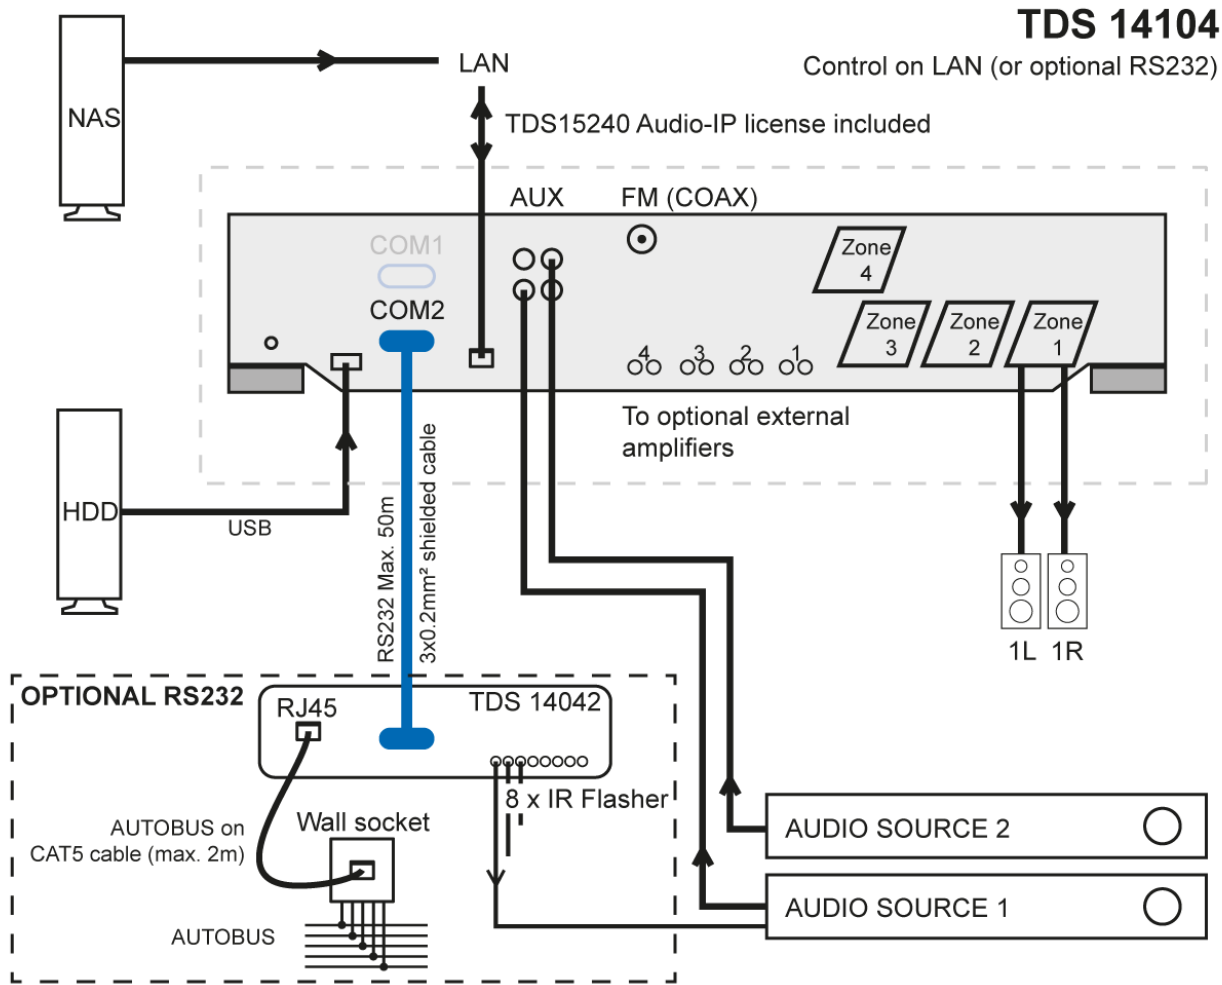 TDS 14104
Control on LAN (or optional RS232)
NAS
LAN
TDS15240 Audio-IP license included
AUX
FM (COAX)
COM1
COM2
Zone
4
Zone
3
Zone
2
Zone
1
4
3
2
1
To optional external
amplifiers
HDD
USB
RS232 Max. 50m
3x0.2mm² shielded cable
1L
1R
OPTIONAL RS232
RJ45
TDS 14042
8 x IR Flasher
Wall socket
AUTOBUS on
CAT5 cable (max. 2m)
AUTOBUS
AUDIO SOURCE 2
AUDIO SOURCE 1